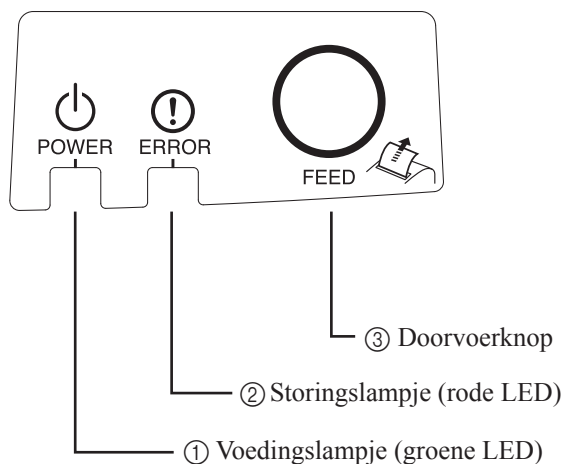 POWER ERROR
FEED
③ Doorvoerknop
② Storingslampje (rode LED)
① Voedingslampje (groene LED)